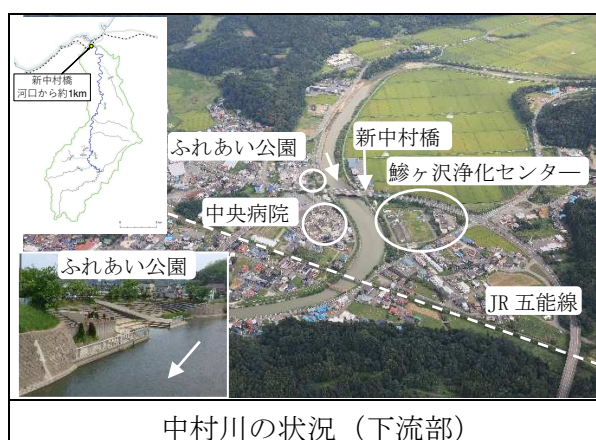 新中村橋
河口から約1km
ふれあい公園
新中村橋
鰺ヶ沢浄化センター
中央病院
ふれあい公園
JR 五能線
中村川の状況（下流部）